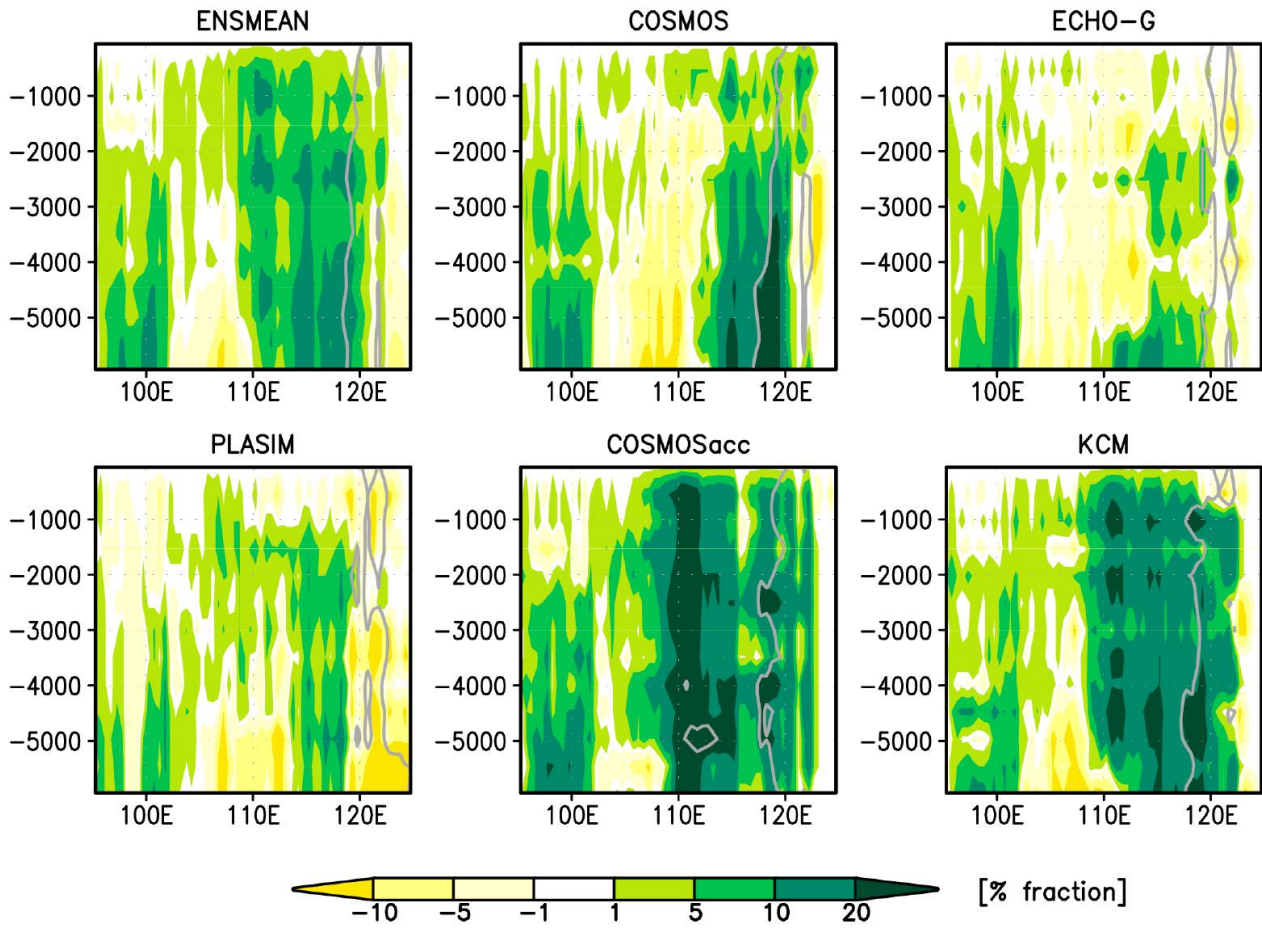 ENSMEAN COSMOS ECHO-G
-1000 -1000 -1000
-2000 -2000 -2000
-3000 -3000 -3000
-4000 -4000 -4000
-5000 -5000 -5000
100E 110E 120E 100E 110E 120E 100E 110E 120E
PLASIM COSMOSacc KCM
-1000 -1000 -1000
-2000 -2000 -2000
-3000 -3000 -3000
-4000 -4000 -4000
-5000 -5000 -5000
100E 110E 120E 100E 110E 120E 100E 110E 120E
[% fraction]
-10 -5 -1 1 5 10 20